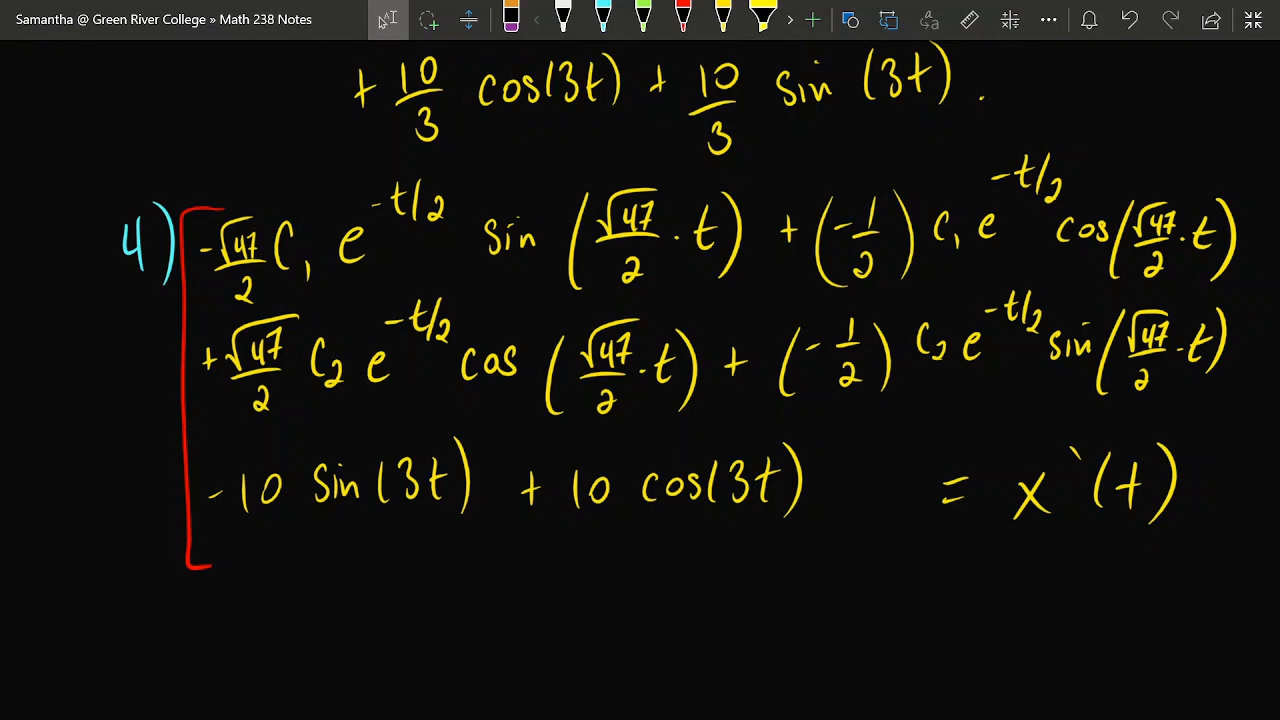 Samantha @ Green River College » Math 238 Notes
+ 10/3 cos(3t) + 10/3 sin (3t).
4) -√47/2 C₁ e^(-t/2) sin (√47/2 · t) + (-1/2) C₁ e^(-t/2) cos(√47/2 · t)
+ √47/2 C₂ e^(-t/2) cos (√47/2 · t) + (-1/2) C₂ e^(-t/2) sin(√47/2 · t)
- 10 sin(3t) + 10 cos(3t) = x`(t)